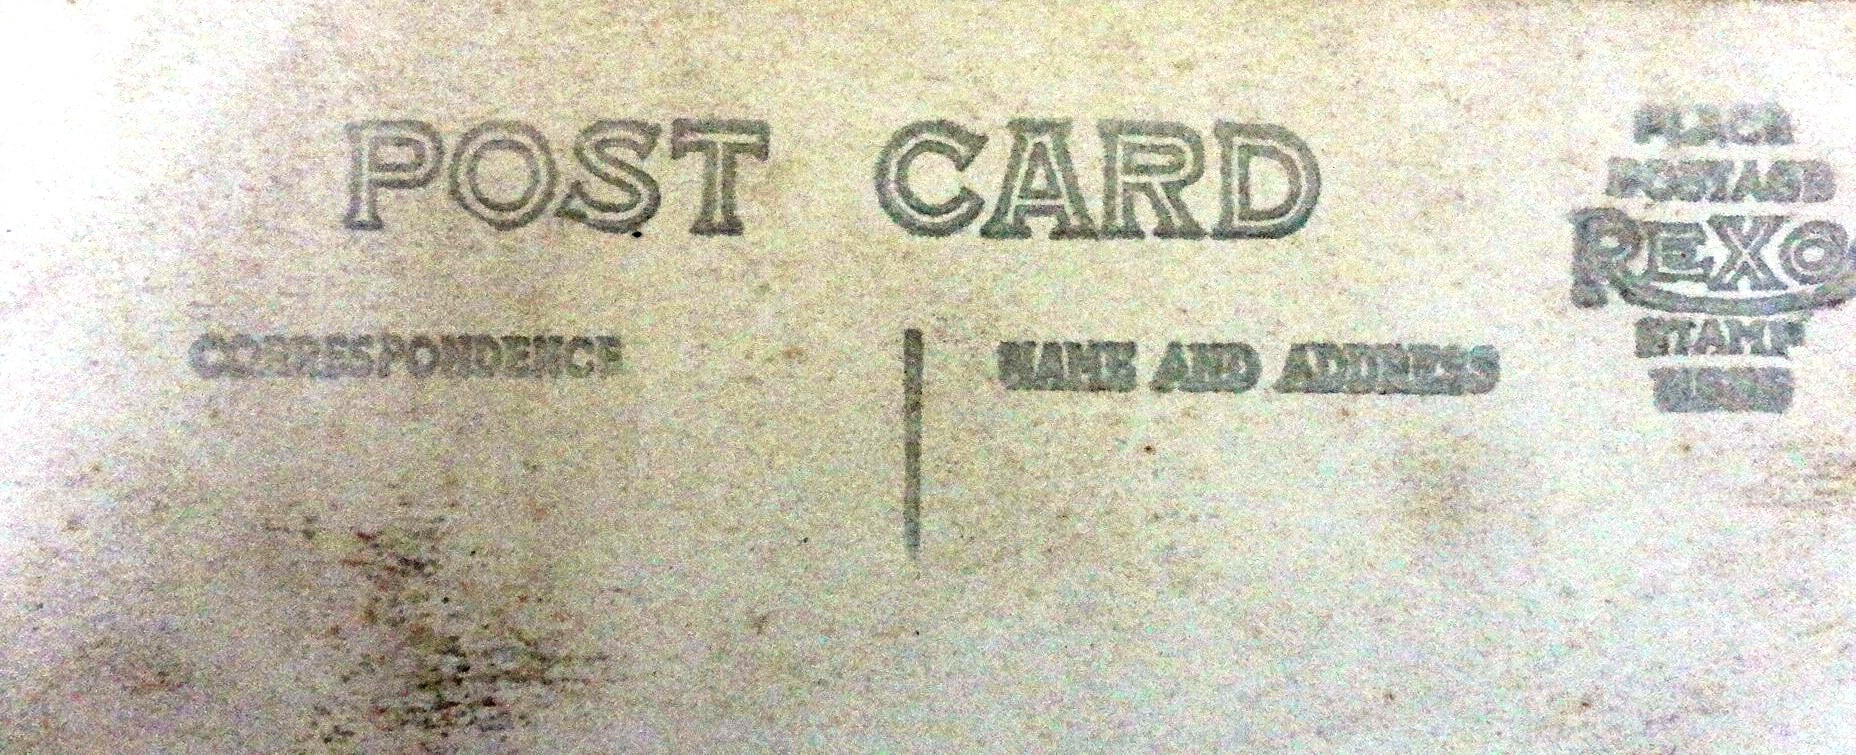 POST CARD
PLACE
POSTAGE
REXO
STAMP
HERE
CORRESPONDENCE
NAME AND ADDRESS